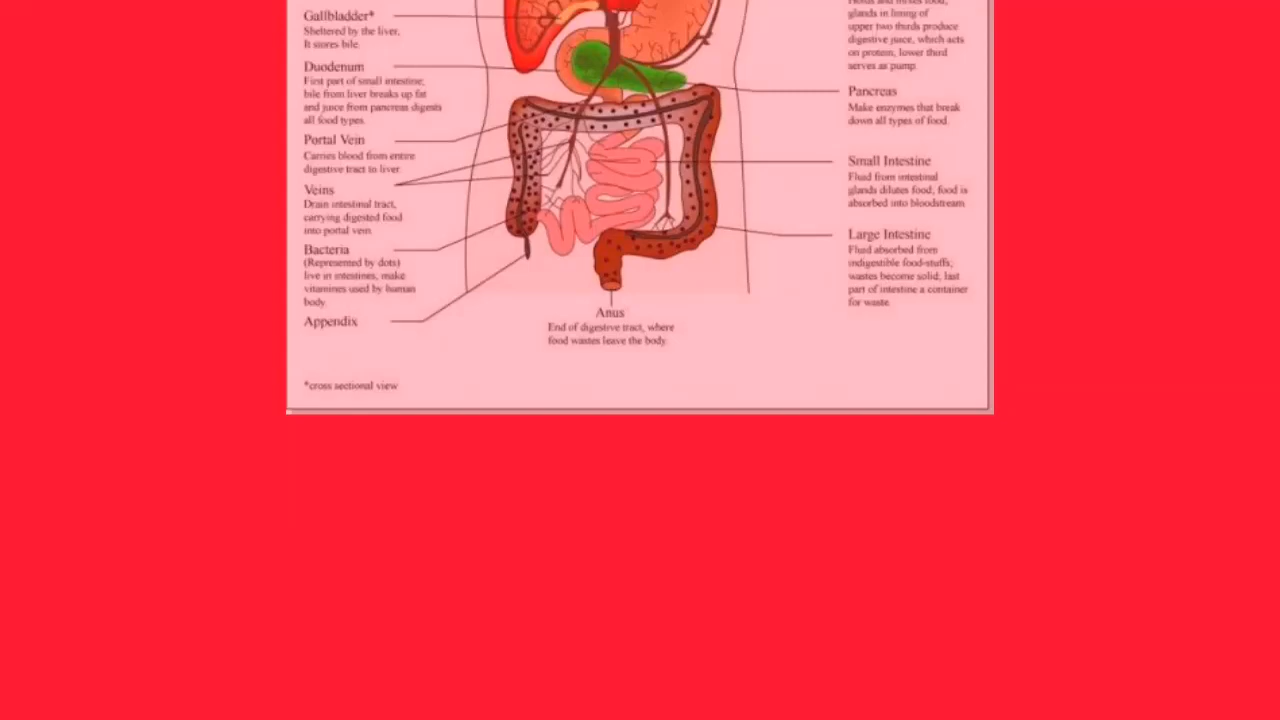 Gallbladder*
Sheltered by the liver.
It stores bile.
Duodenum
First part of small intestine;
bile from liver breaks up fat
and juice from pancreas digests
all food types.
Portal Vein
Carries blood from entire
digestive tract to liver.
Veins
Drain intestinal tract,
carrying digested food
into portal vein.
Bacteria
(Represented by dots)
live in intestines, make
vitamines used by human
body.
Appendix
*cross sectional view
Anus
End of digestive tract, where
food wastes leave the body.
glands in lining of
upper two thirds produce
digestive juice, which acts
on protein, lower third
serves as pump.
Pancreas
Make enzymes that break
down all types of food.
Small Intestine
Fluid from intestinal
glands dilutes food, food is
absorbed into bloodstream
Large Intestine
Fluid absorbed from
indigestible food-stuffs;
wastes become solid, last
part of intestine a container
for waste.